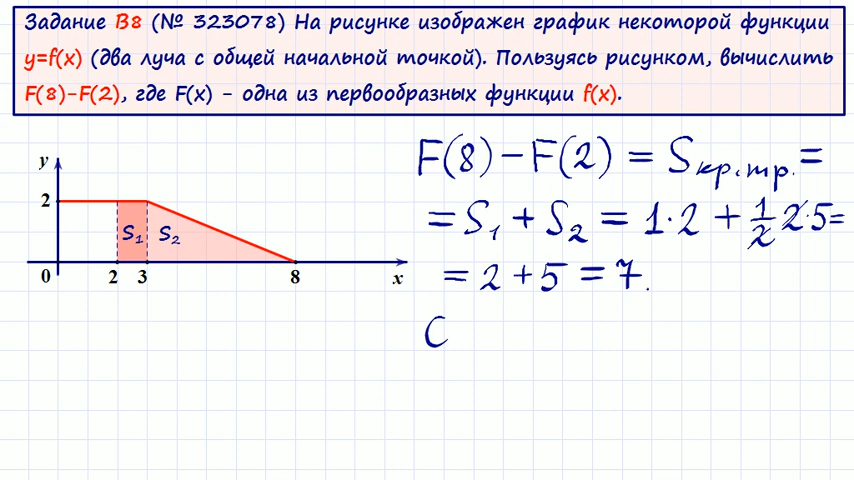 Задание В8 (№ 323078) На рисунке изображен график некоторой функции
y=f(x) (два луча с общей начальной точкой). Пользуясь рисунком, вычислить
F(8)-F(2), где F(x) - одна из первообразных функции f(x).
F(8) - F(2) = Sкр.тр. =
= S1 + S2 = 1·2 + 1/2 2·5 =
= 2 + 5 = 7.
С
y
2
S1 S2
0 2 3 8 x